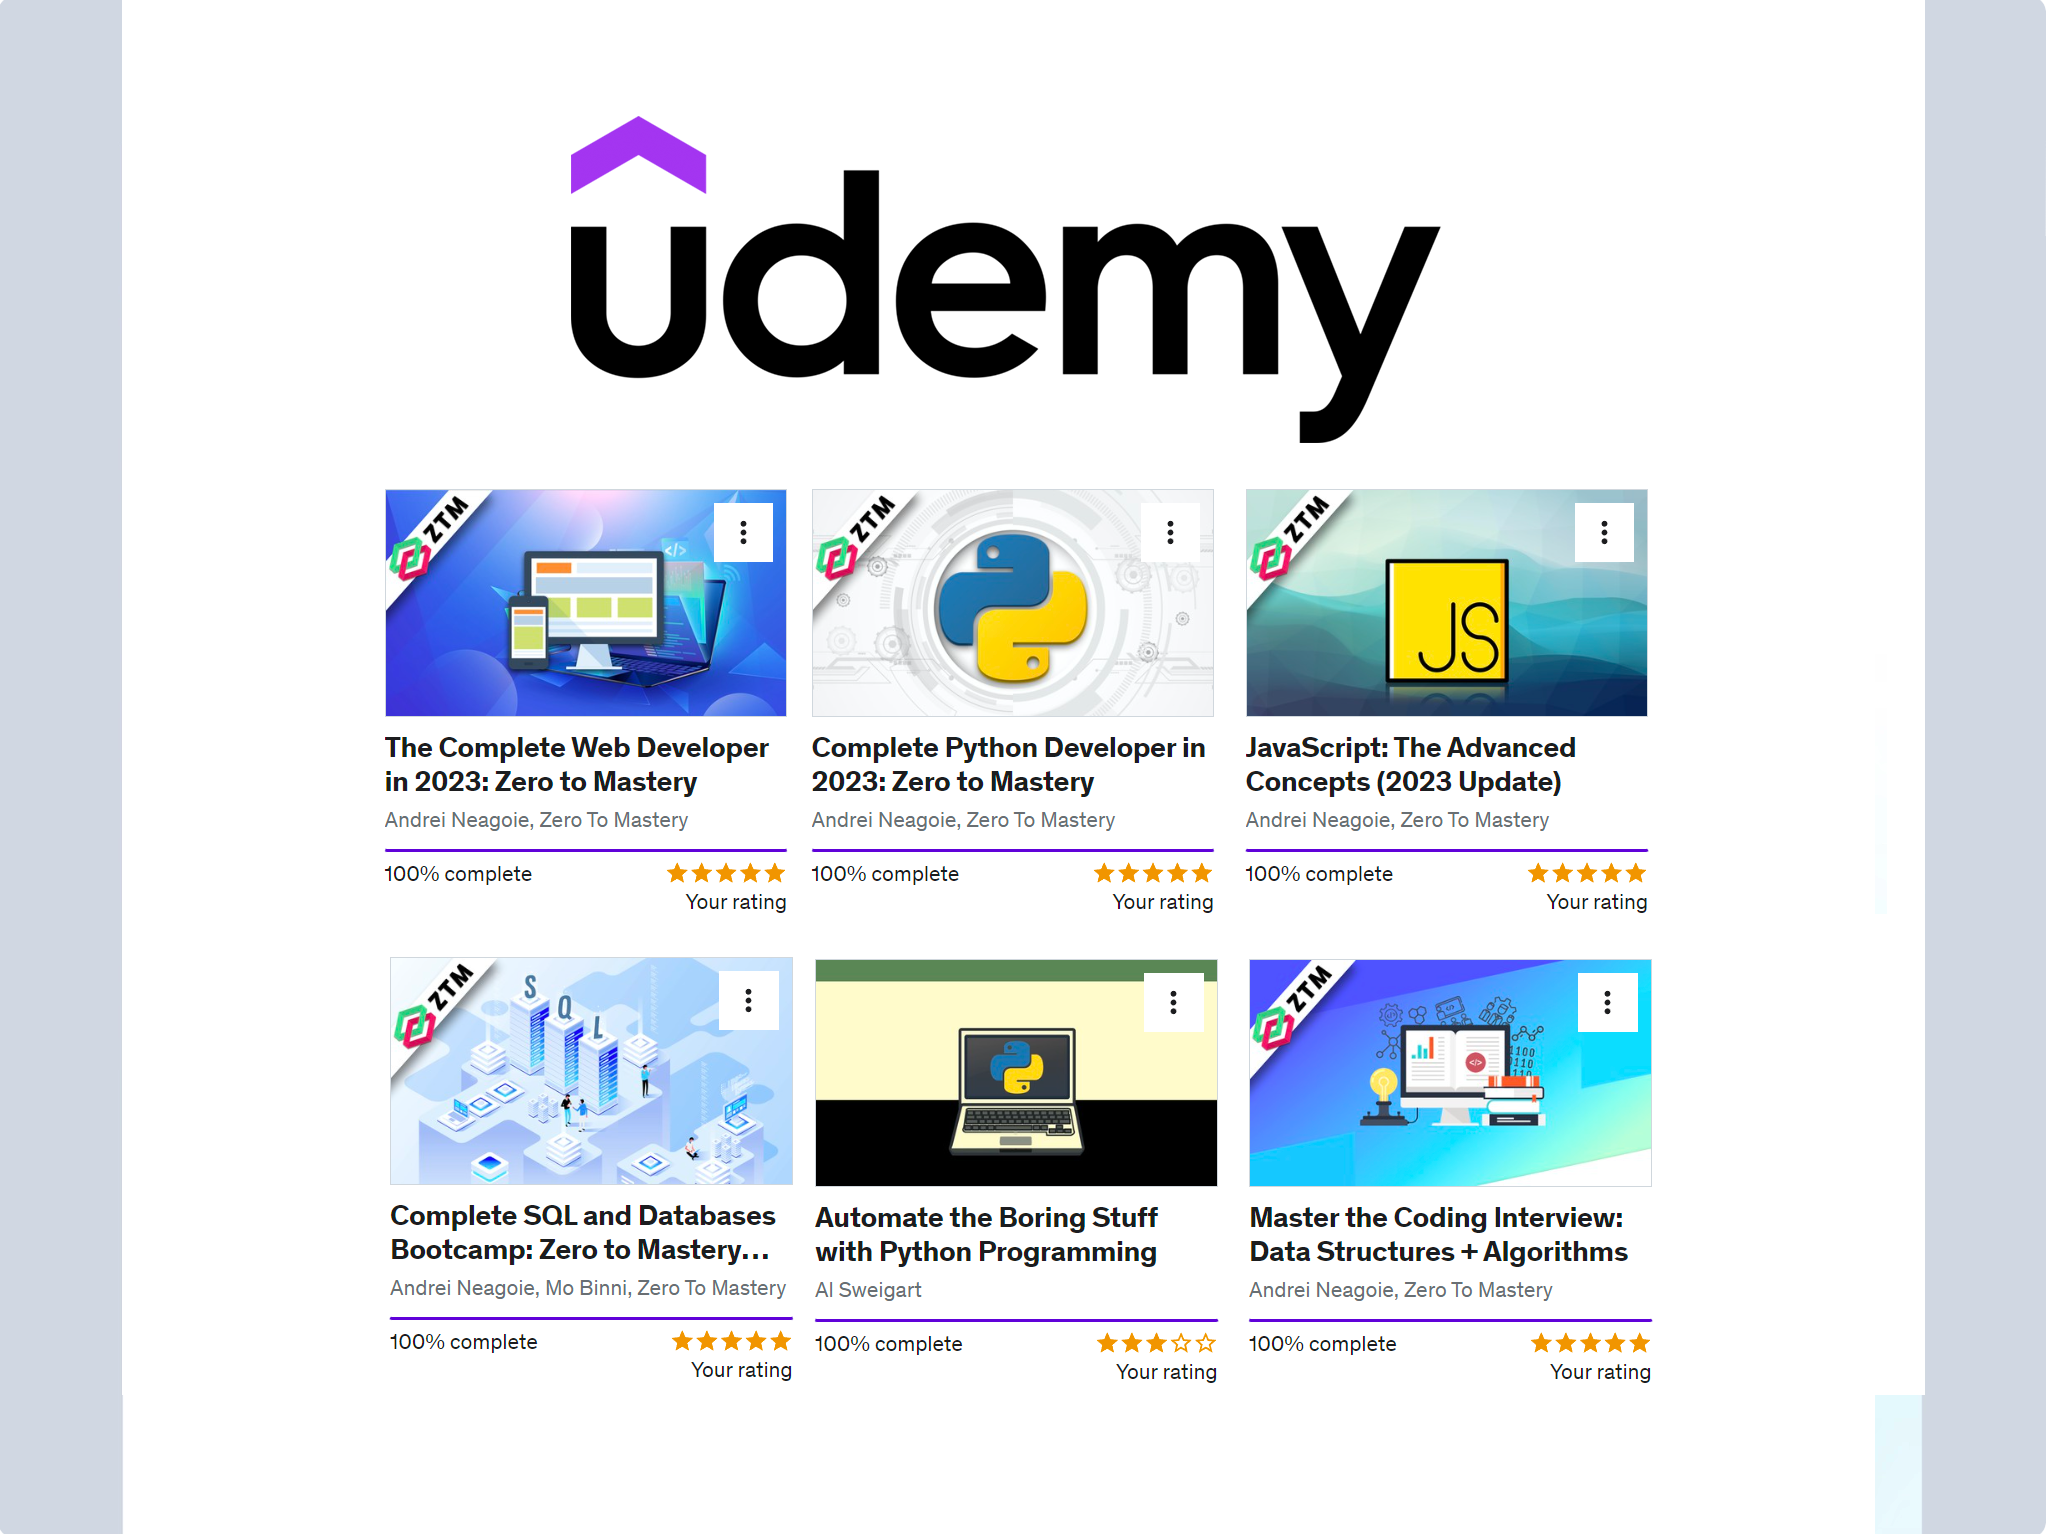 udemy
ZTM
ZTM
ZTM
</>
JS
The Complete Web Developer
in 2023: Zero to Mastery
Andrei Neagoie, Zero To Mastery
100% complete
Your rating
Complete Python Developer in
2023: Zero to Mastery
Andrei Neagoie, Zero To Mastery
100% complete
Your rating
JavaScript: The Advanced
Concepts (2023 Update)
Andrei Neagoie, Zero To Mastery
100% complete
Your rating
ZTM
SQL
Complete SQL and Databases
Bootcamp: Zero to Mastery...
Andrei Neagoie, Mo Binni, Zero To Mastery
100% complete
Your rating
Automate the Boring Stuff
with Python Programming
Al Sweigart
100% complete
Your rating
ZTM
</>
Master the Coding Interview:
Data Structures + Algorithms
Andrei Neagoie, Zero To Mastery
100% complete
Your rating